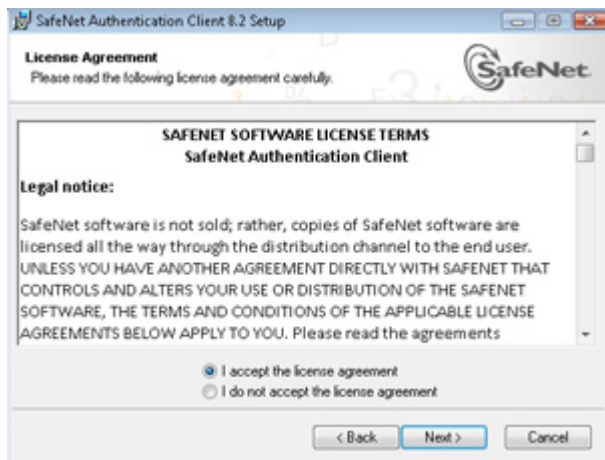 SafeNet Authentication Client 8.2 Setup
License Agreement
Please read the following license agreement carefully.
SafeNet.
SAFENET SOFTWARE LICENSE TERMS
SafeNet Authentication Client
Legal notice:
SafeNet software is not sold; rather, copies of SafeNet software are
licensed all the way through the distribution channel to the end user.
UNLESS YOU HAVE ANOTHER AGREEMENT DIRECTLY WITH SAFENET THAT
CONTROLS AND ALTERS YOUR USE OR DISTRIBUTION OF THE SAFENET
SOFTWARE, THE TERMS AND CONDITIONS OF THE APPLICABLE LICENSE
AGREEMENTS BELOW APPLY TO YOU. Please read the agreements
I accept the license agreement
I do not accept the license agreement
< Back Next > Cancel